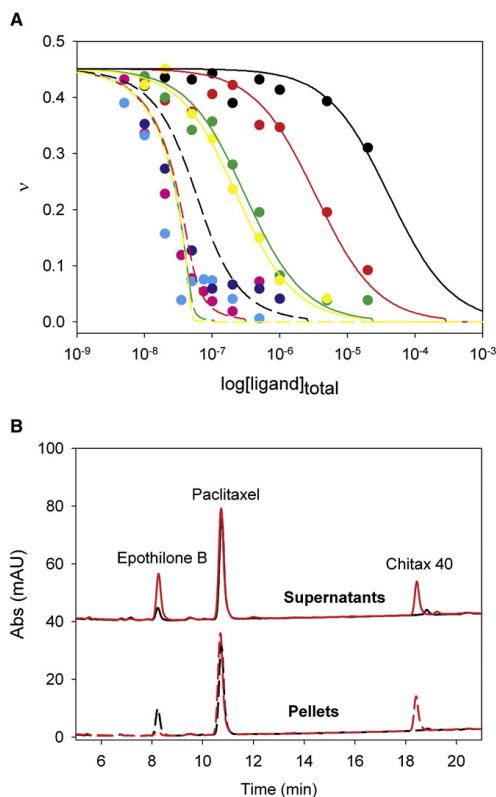 A
0.5
0.4
0.3
0.2
0.1
0.0
ν
10⁻⁹ 10⁻⁸ 10⁻⁷ 10⁻⁶ 10⁻⁵ 10⁻⁴ 10⁻³
log[ligand]total
B
100
80
60
40
20
0
Abs (mAU)
Paclitaxel
Epothilone B
Chitax 40
Supernatants
Pellets
6 8 10 12 14 16 18 20
Time (min)